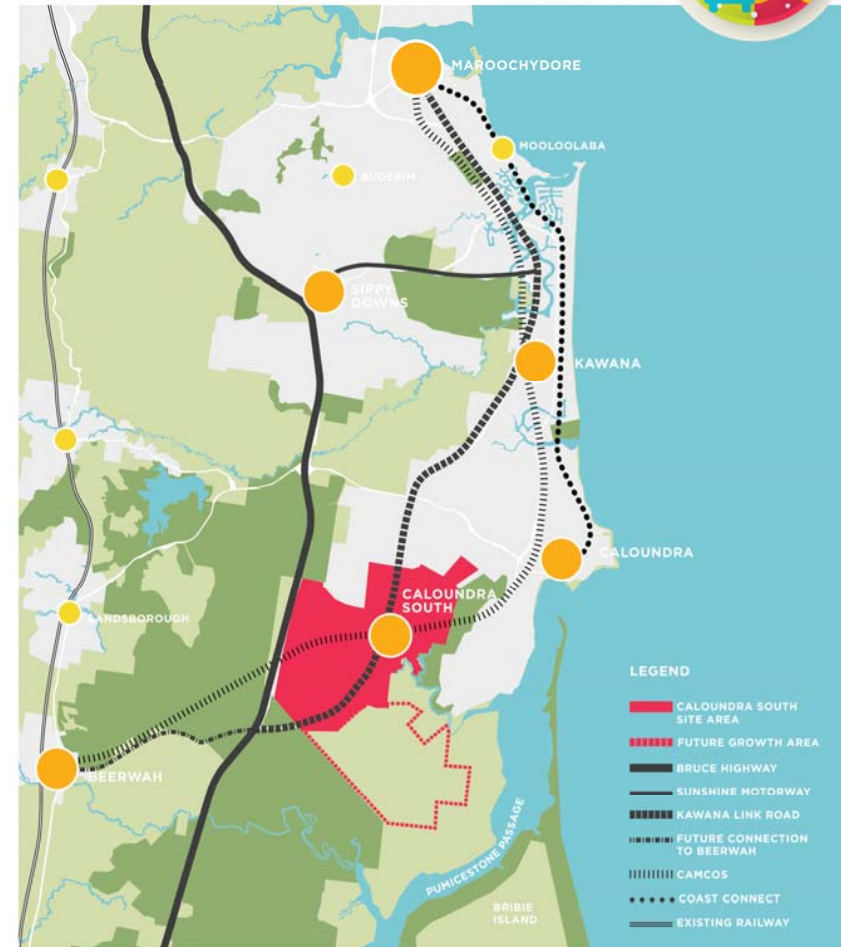 MAROOCHYDORE
MOOLOOLABA
BUDERIM
SIPPY
DOWNS
KAWANA
CALOUNDRA
CALOUNDRA
SOUTH
LANDSBOROUGH
BEERWAH
PUMICESTONE PASSAGE
BRIBIE
ISLAND
LEGEND
CALOUNDRA SOUTH
SITE AREA
FUTURE GROWTH AREA
BRUCE HIGHWAY
SUNSHINE MOTORWAY
KAWANA LINK ROAD
FUTURE CONNECTION
TO BEERWAH
CAMCOS
COAST CONNECT
EXISTING RAILWAY